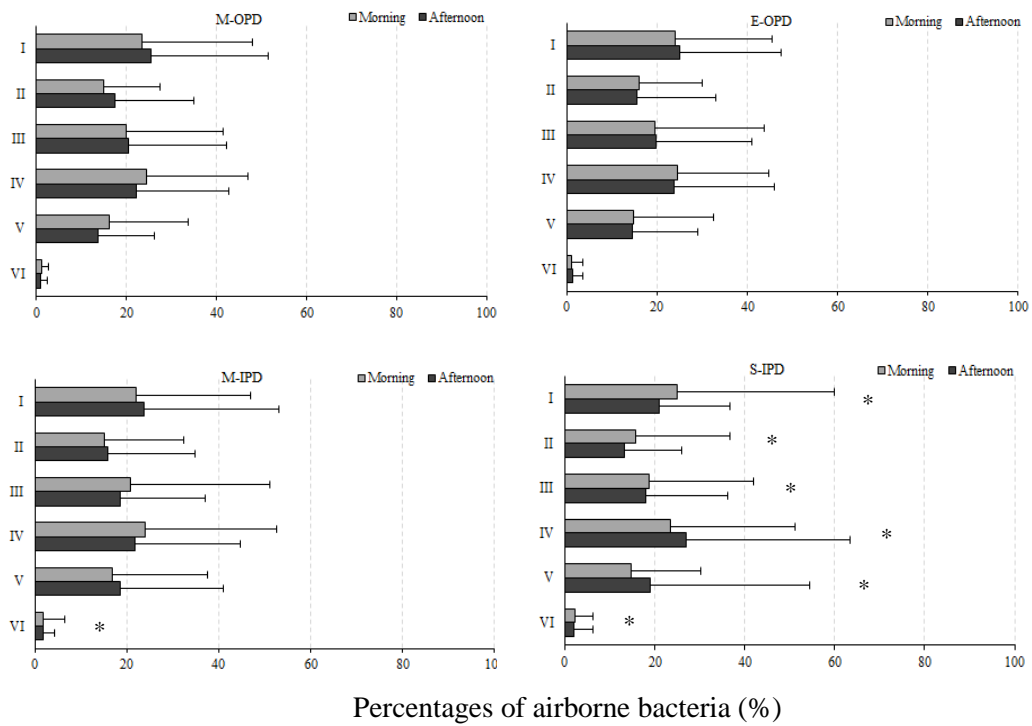 M-OPD
Morning Afternoon
I
II
III
IV
V
VI
0 20 40 60 80 100
E-OPD
Morning Afternoon
I
II
III
IV
V
VI
0 20 40 60 80 100
M-IPD
Morning Afternoon
I
II
III
IV
V
VI *
0 20 40 60 80 10
S-IPD
Morning Afternoon
I *
II *
III *
IV *
V *
VI *
0 20 40 60 80 100
Percentages of airborne bacteria (%)